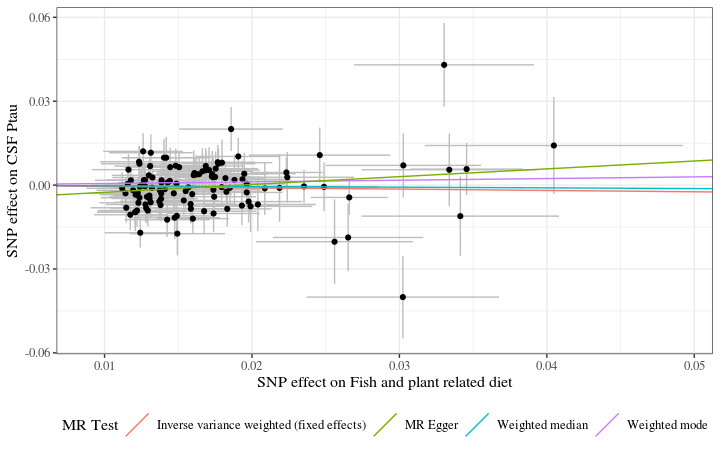 0.06
0.03
0.00
-0.03
-0.06
SNP effect on CSF Ptau
0.01 0.02 0.03 0.04 0.05
SNP effect on Fish and plant related diet
MR Test Inverse variance weighted (fixed effects) MR Egger Weighted median Weighted mode